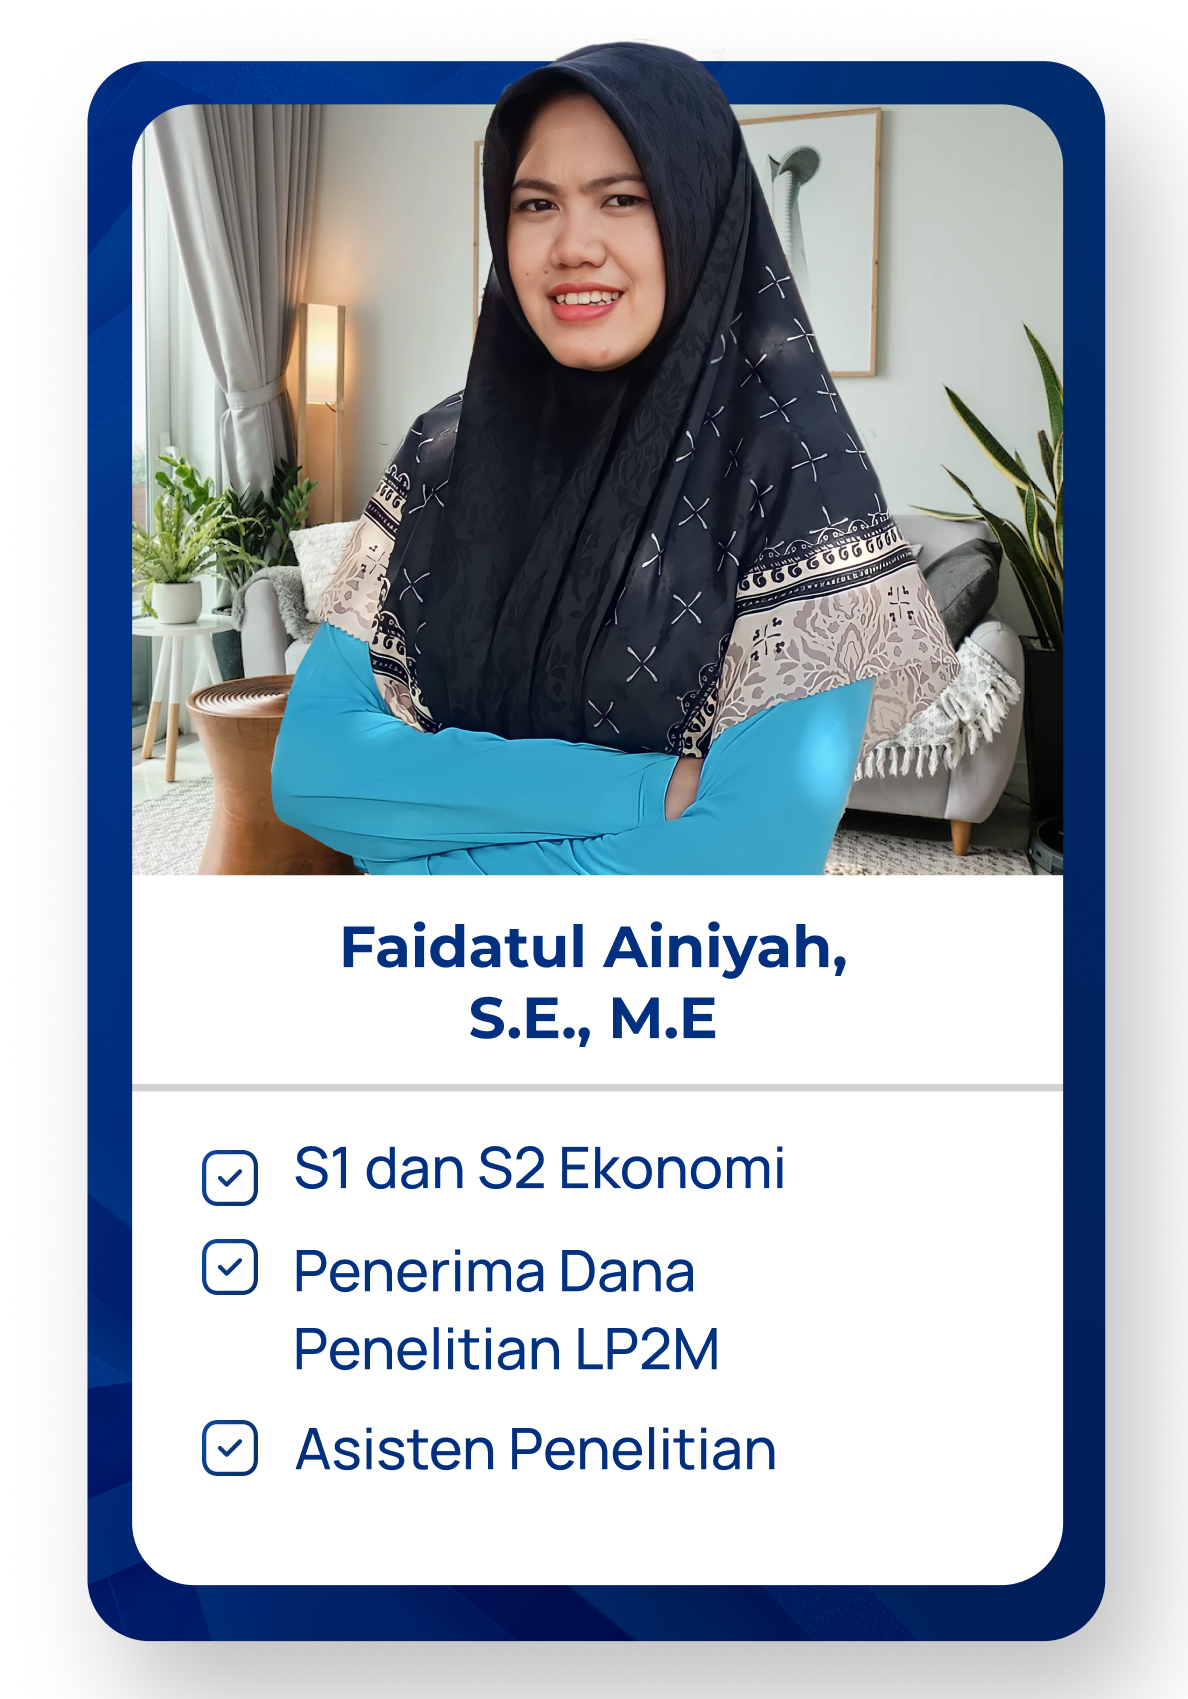 Faidatul Ainiyah,
S.E., M.E
S1 dan S2 Ekonomi
Penerima Dana
Penelitian LP2M
Asisten Penelitian